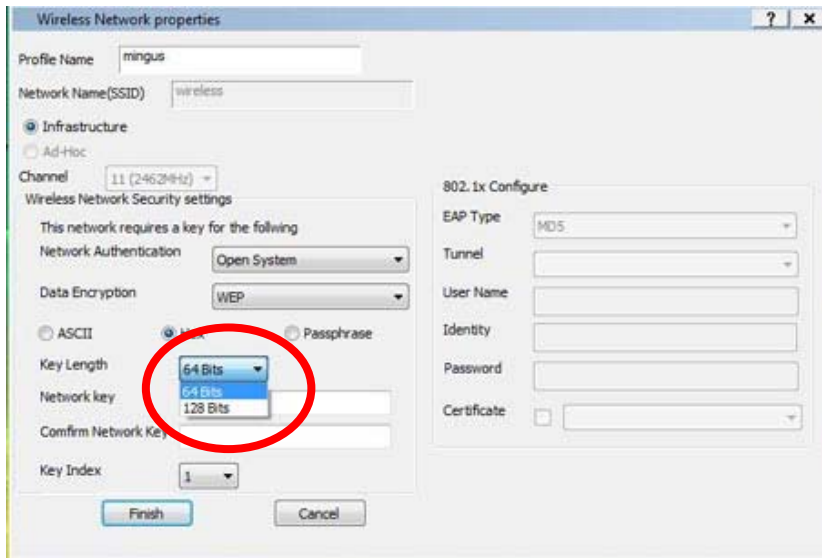 Wireless Network properties
? x
Profile Name mingus
Network Name(SSID) wireless
Infrastructure
Ad-Hoc
Channel 11 (2462MHz)
Wireless Network Security settings
This network requires a key for the follwing
Network Authentication Open System
Data Encryption WEP
ASCII Hex Passphrase
Key Length 64 Bits
64 Bits
128 Bits
Network key
Comfirm Network Key
Key Index 1
Finish Cancel
802.1x Configure
EAP Type MD5
Tunnel
User Name
Identity
Password
Certificate